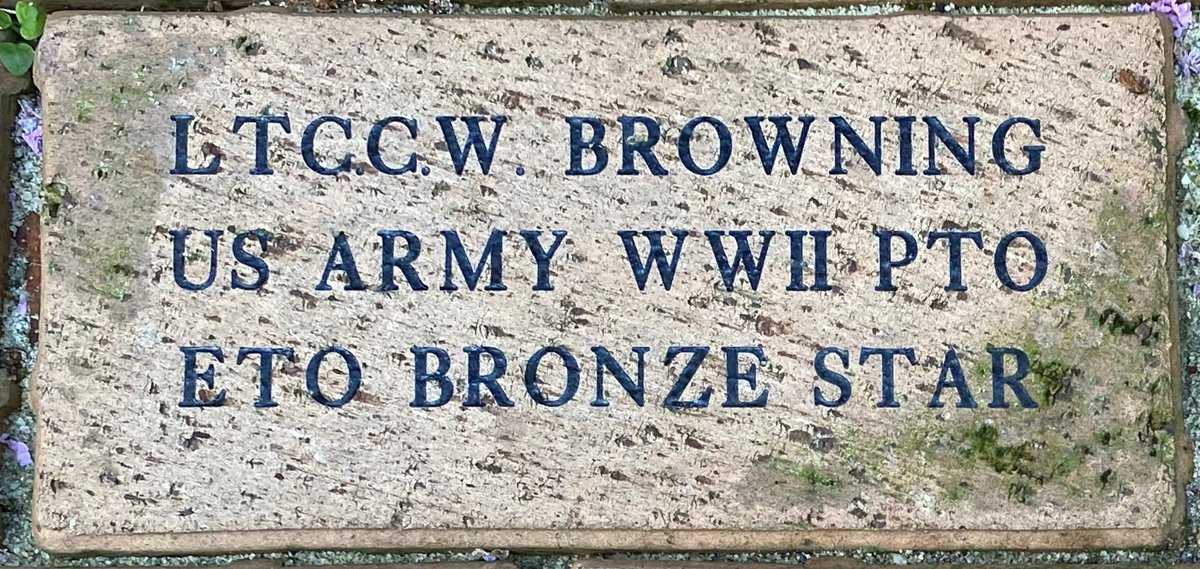 LTC.C.W. BROWNING
US ARMY WWII PTO
ETO BRONZE STAR